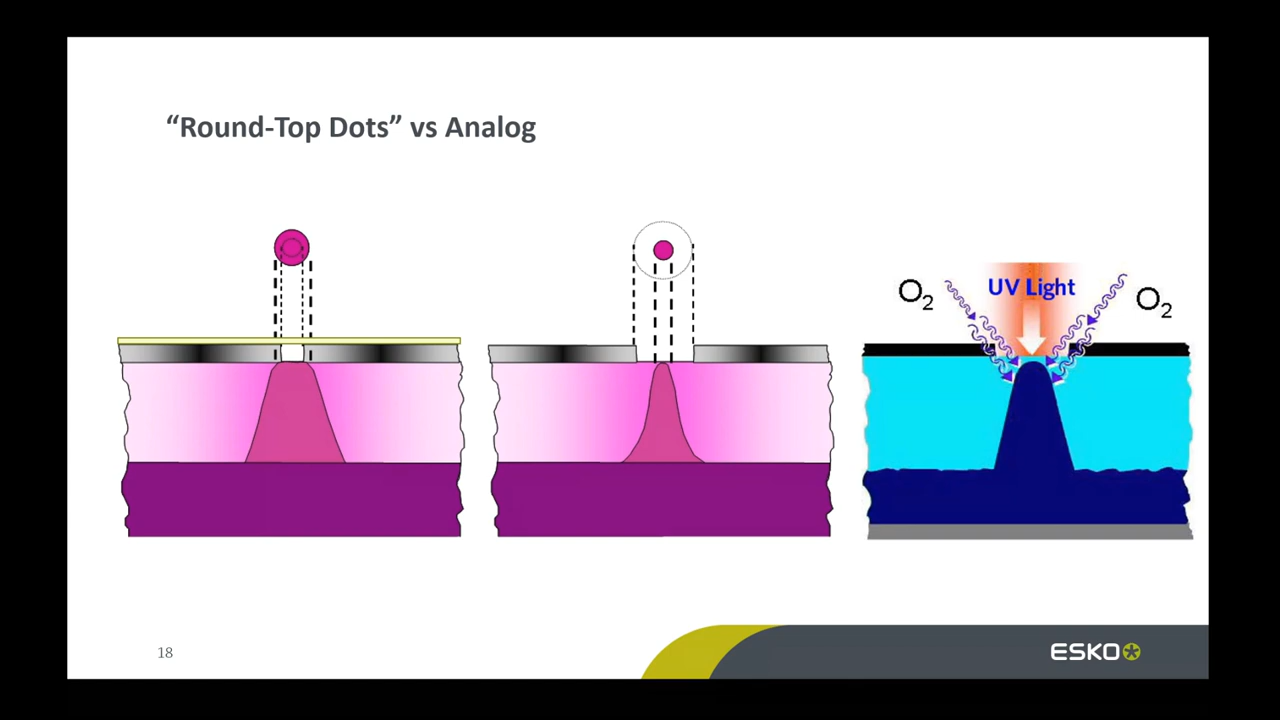 “Round-Top Dots” vs Analog
O2
UV Light
O2
18
ESKO